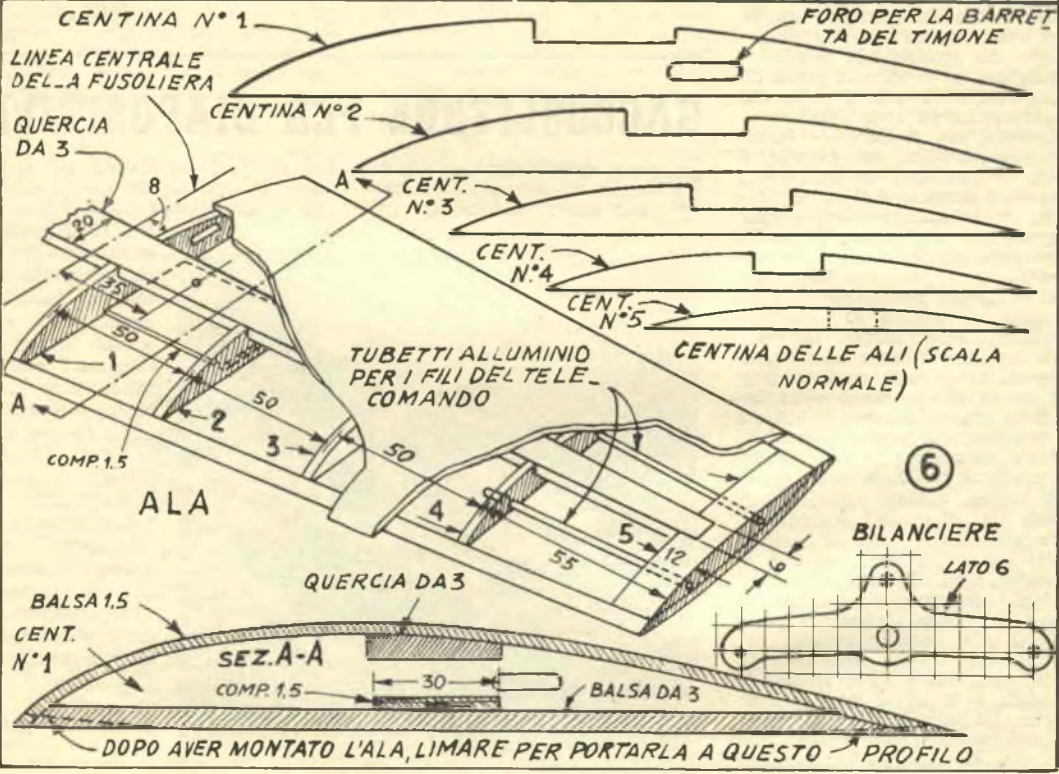 CENTINA N° 1
FORO PER LA BARRET
TA DEL TIMONE
LINEA CENTRALE
DEL_A FUSOLIERA
CENTINA N° 2
QUERCIA
DA 3
A
8
CENT.
N.° 3
20
CENT.
N.°4
35
CENT.
N°5
50
1
TUBETTI ALLUMINIO
PER I FILI DEL TELE_
COMANDO
CENTINA DELLE ALI (SCALA
NORMALE)
A
2
50
3
50
COMP. 1.5
ALA
6
4
5
12
55
6
BILANCIERE
LATO 6
QUERCIA DA 3
BALSA 1.5
CENT.
N°1
SEZ. A-A
COMP. 1,5
30
BALSA DA 3
DOPO AVER MONTATO L'ALA, LIMARE PER PORTARLA A QUESTO PROFILO